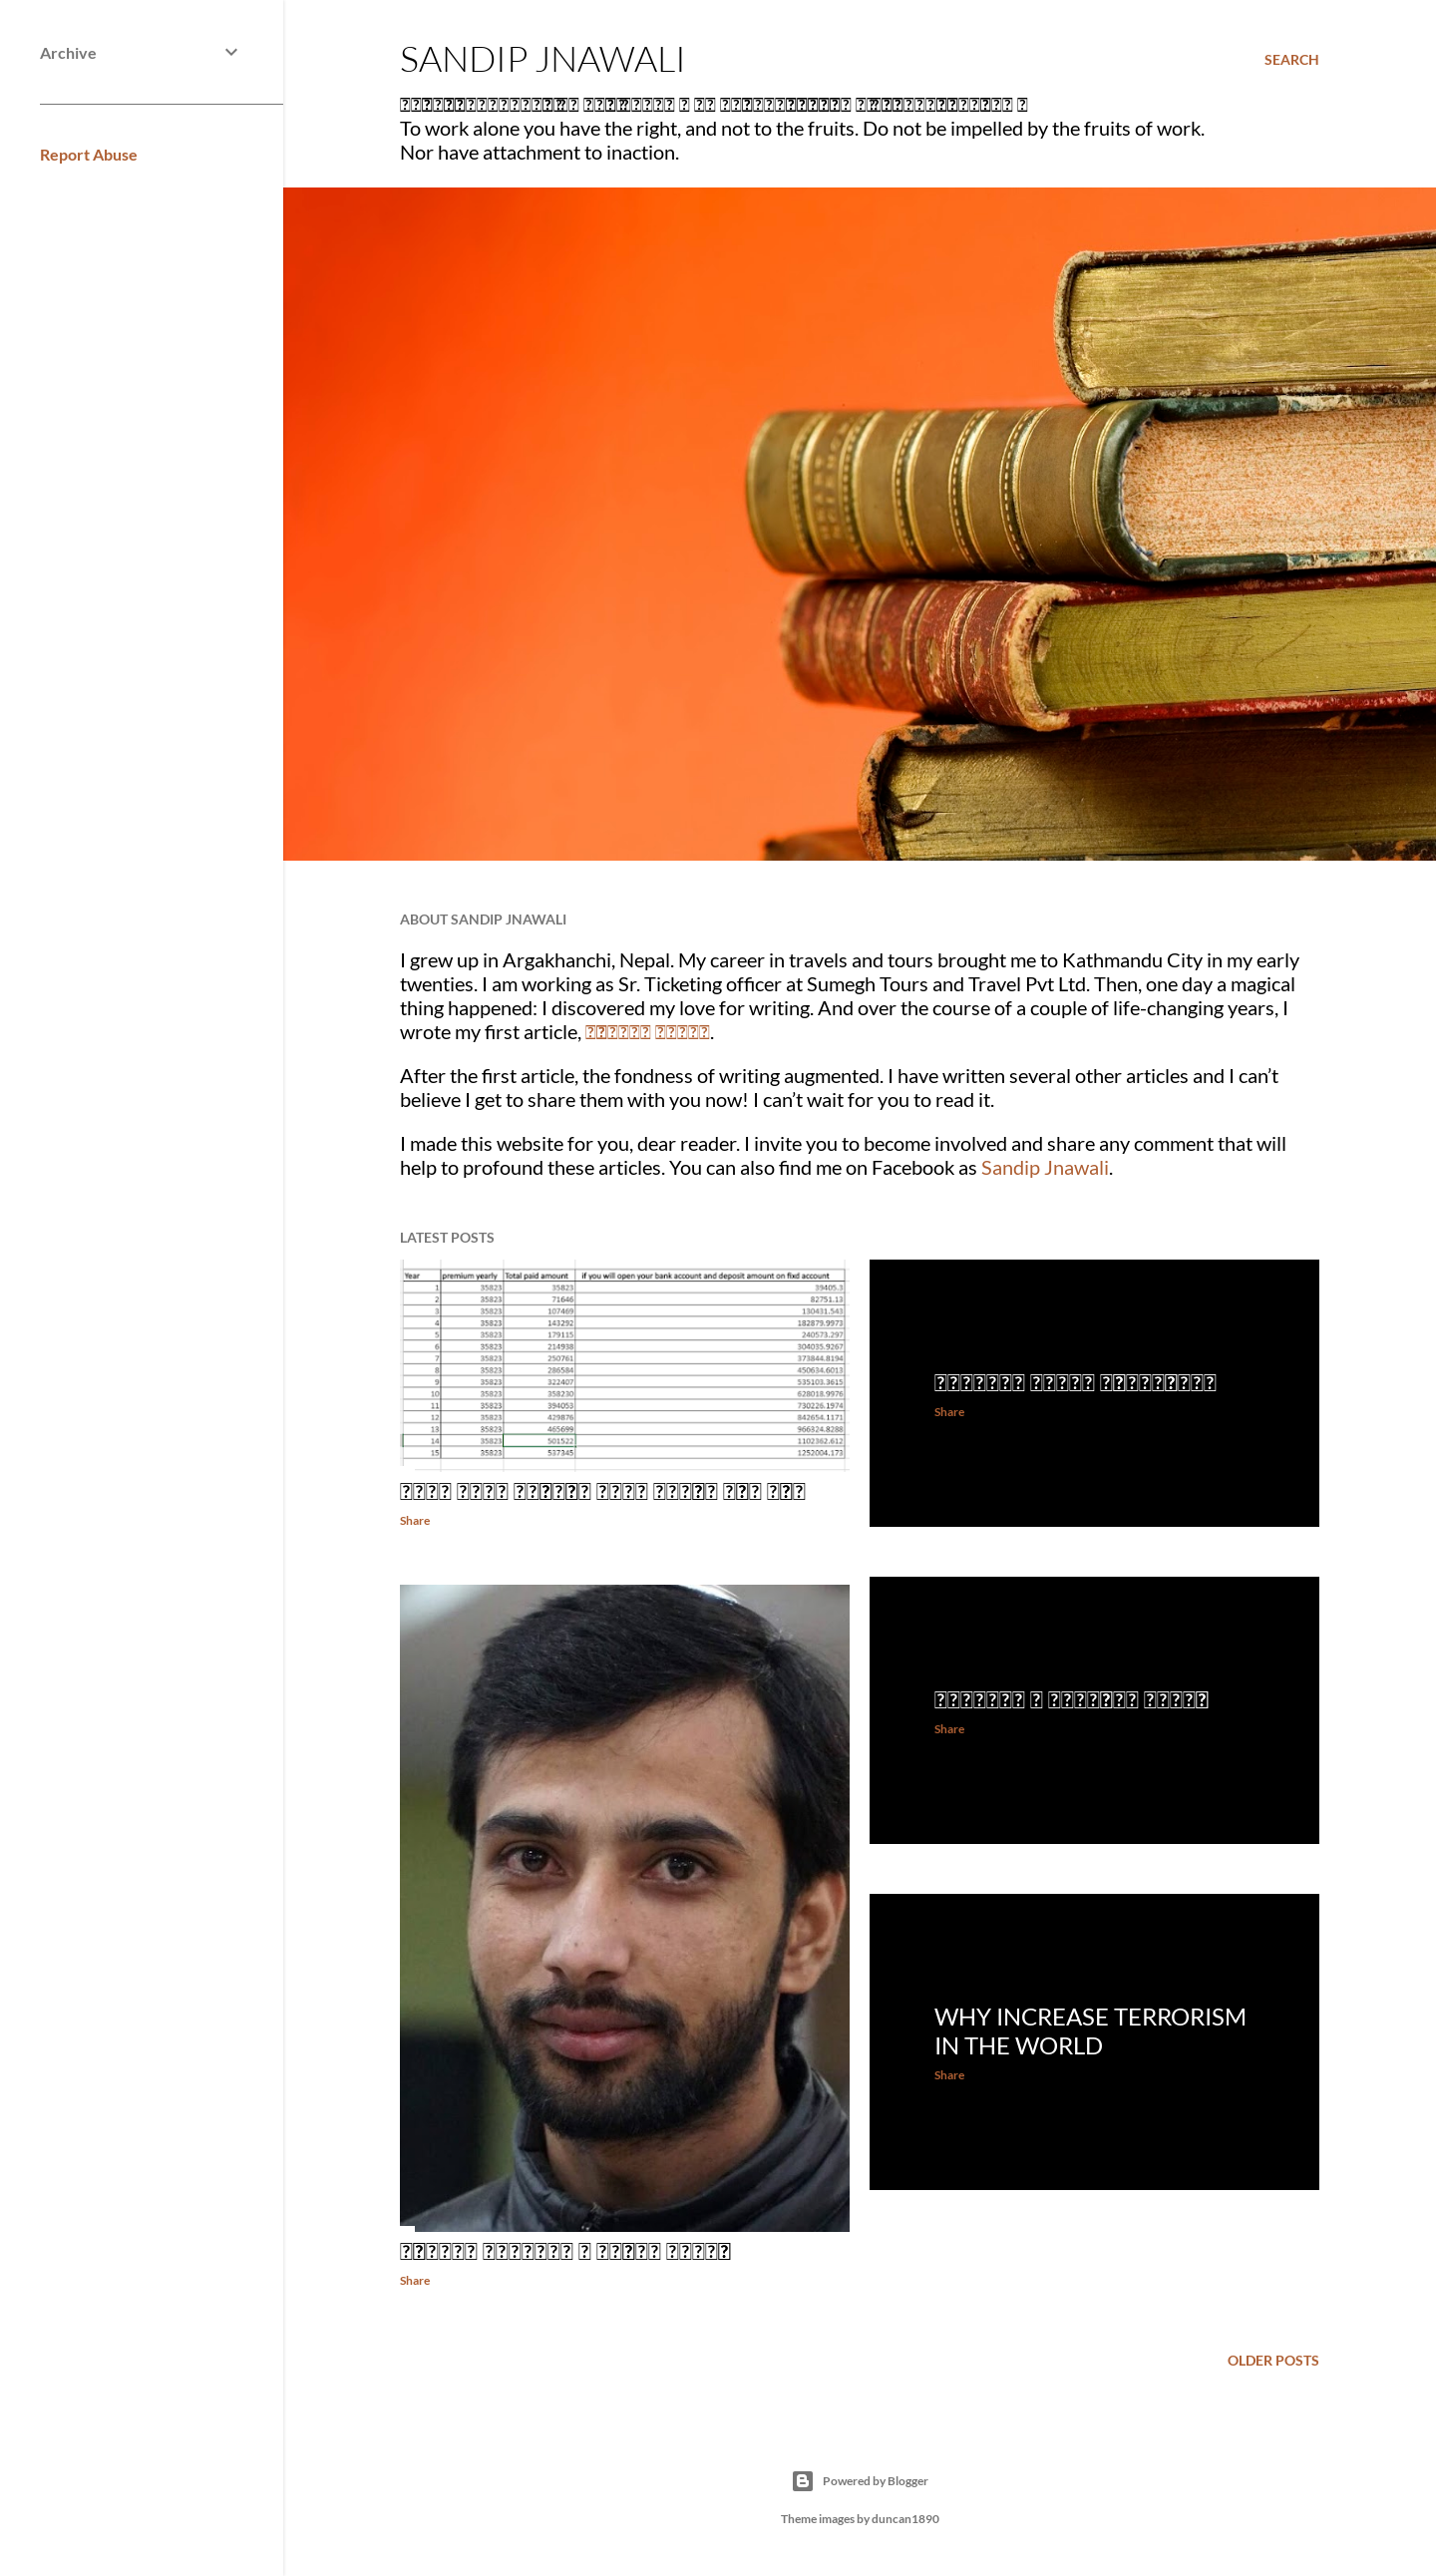 Archive
Report Abuse
SANDIP JNAWALI
SEARCH
To work alone you have the right, and not to the fruits. Do not be impelled by the fruits of work.
Nor have attachment to inaction.
ABOUT SANDIP JNAWALI
I grew up in Argakhanchi, Nepal. My career in travels and tours brought me to Kathmandu City in my early
twenties. I am working as Sr. Ticketing officer at Sumegh Tours and Travel Pvt Ltd. Then, one day a magical
thing happened: I discovered my love for writing. And over the course of a couple of life-changing years, I
wrote my first article, .
After the first article, the fondness of writing augmented. I have written several other articles and I can’t
believe I get to share them with you now! I can’t wait for you to read it.
I made this website for you, dear reader. I invite you to become involved and share any comment that will
help to profound these articles. You can also find me on Facebook as Sandip Jnawali.
LATEST POSTS
Year premium yearly Total paid amount if you will open your bank account and deposit amount on fixd account
1 35823 35823 39405.3
2 35823 71646 82751.13
3 35823 107469 130431.543
4 35823 143292 182879.9973
5 35823 179115 240573.297
6 35823 214938 304035.9267
7 35823 250761 373844.8194
8 35823 286584 450634.6013
9 35823 322407 535103.3615
10 35823 358230 628018.9976
11 35823 394053 730226.1974
12 35823 429876 842654.1171
13 35823 465699 966324.8288
14 35823 501522 1102362.612
15 35823 537345 1252004.173
Share
Share
Share
WHY INCREASE TERRORISM
IN THE WORLD
Share
Share
OLDER POSTS
Powered by Blogger
Theme images by duncan1890